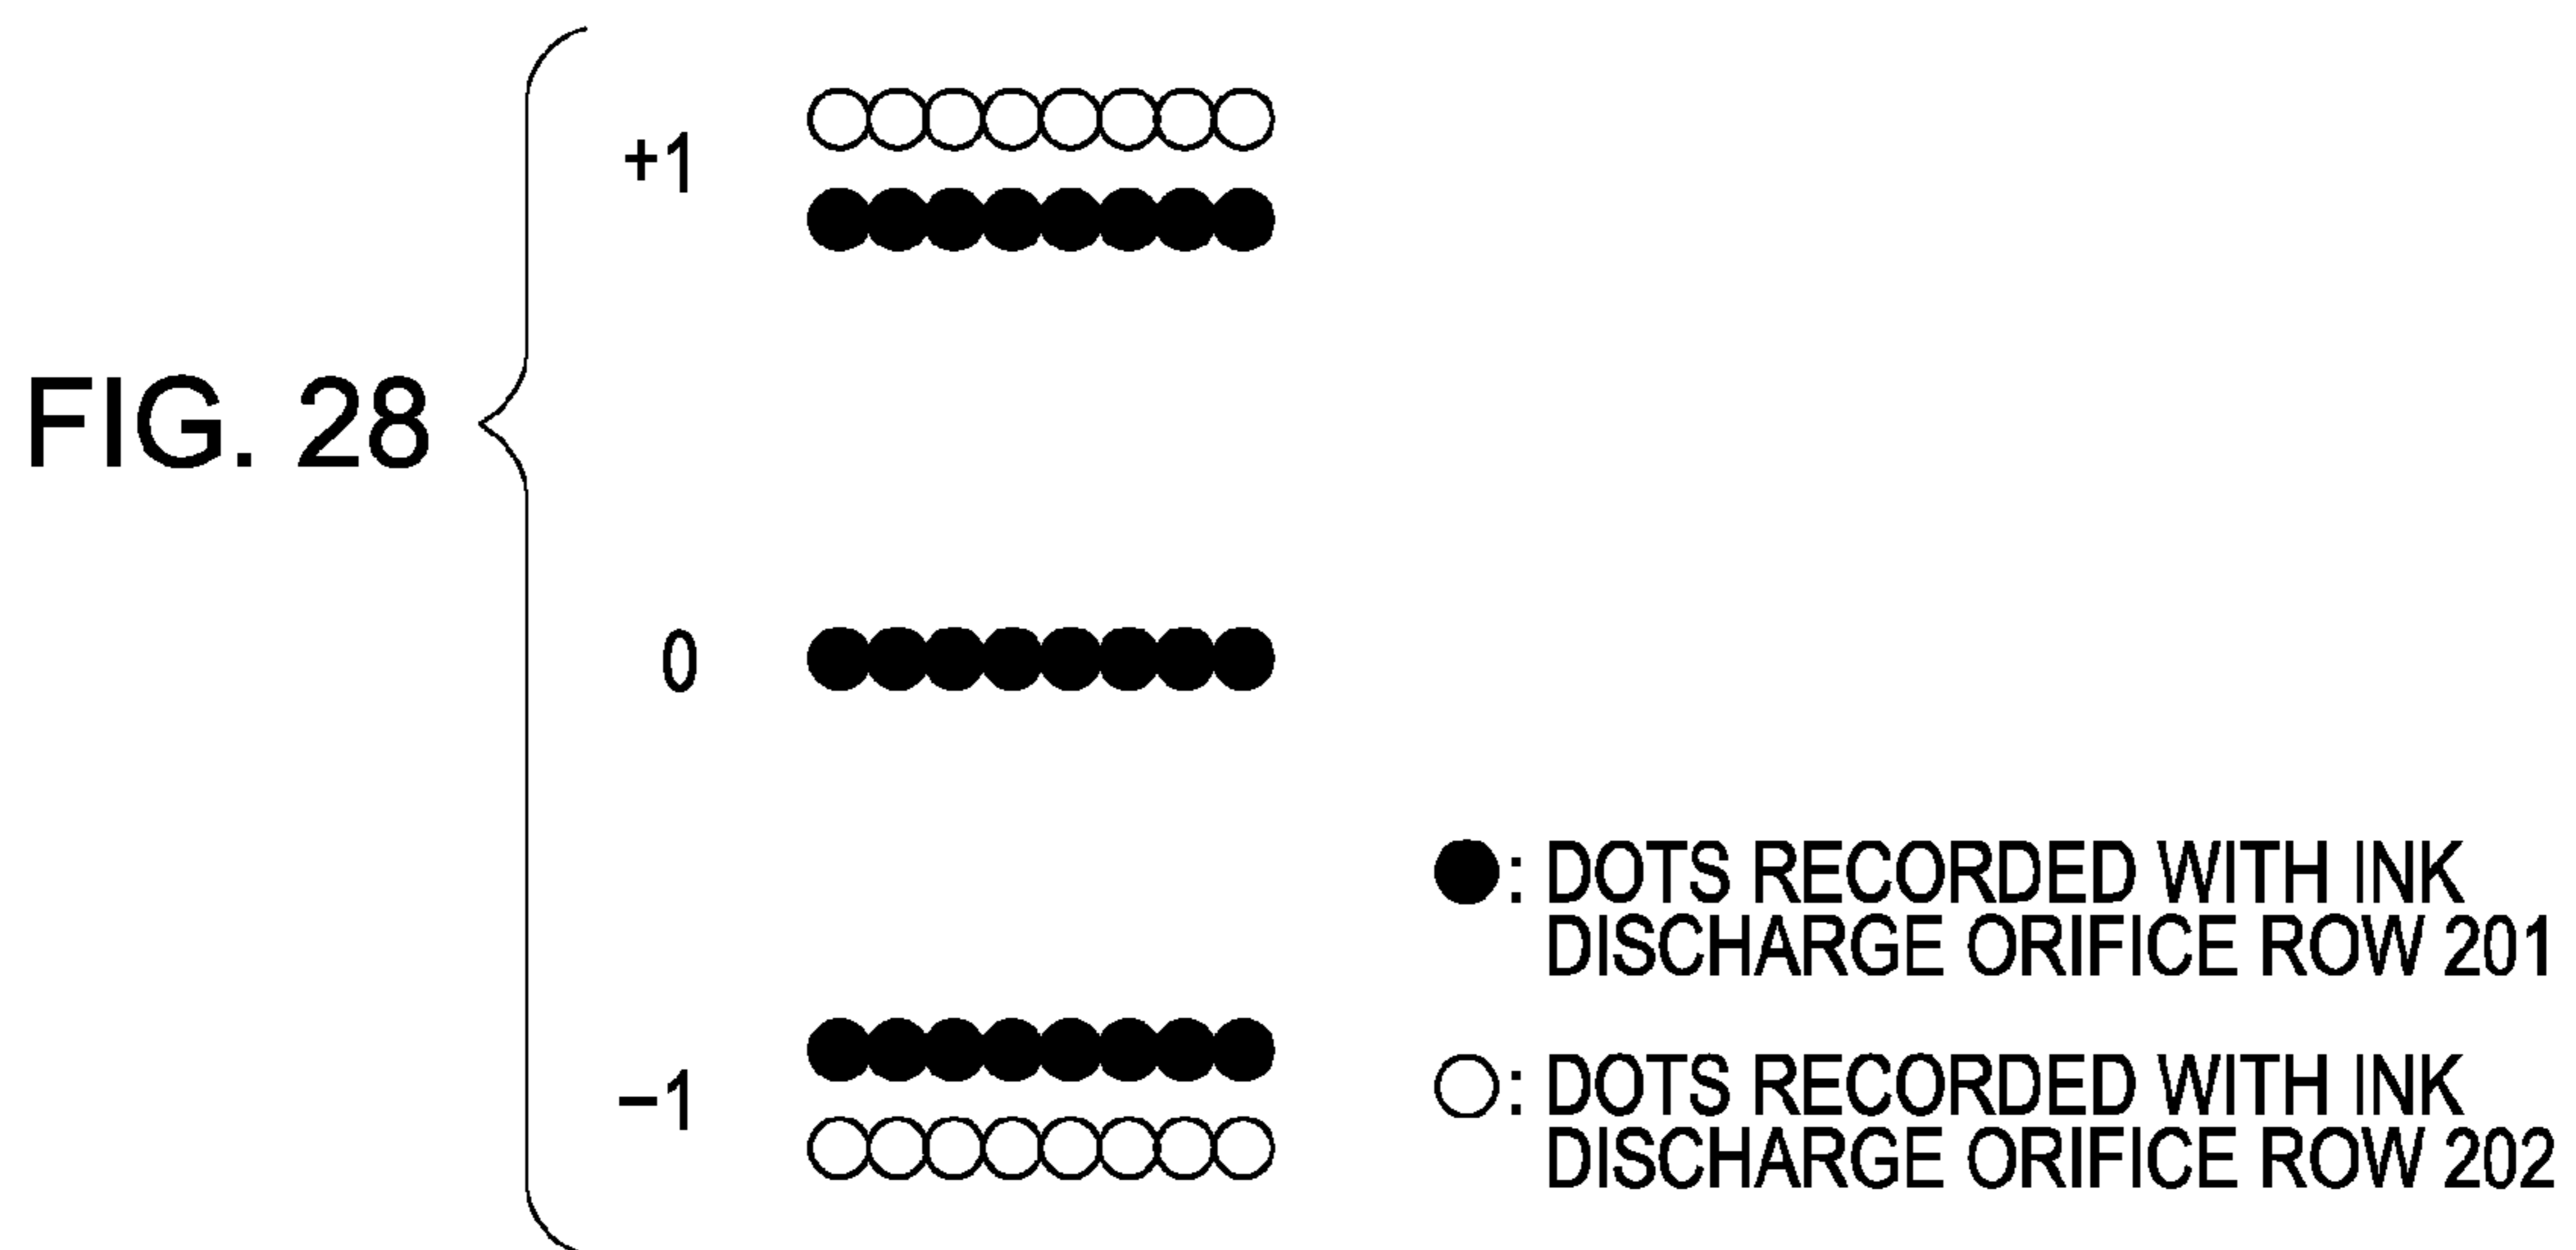 FIG. 28
+1
0
−1
: DOTS RECORDED WITH INK
DISCHARGE ORIFICE ROW 201
: DOTS RECORDED WITH INK
DISCHARGE ORIFICE ROW 202